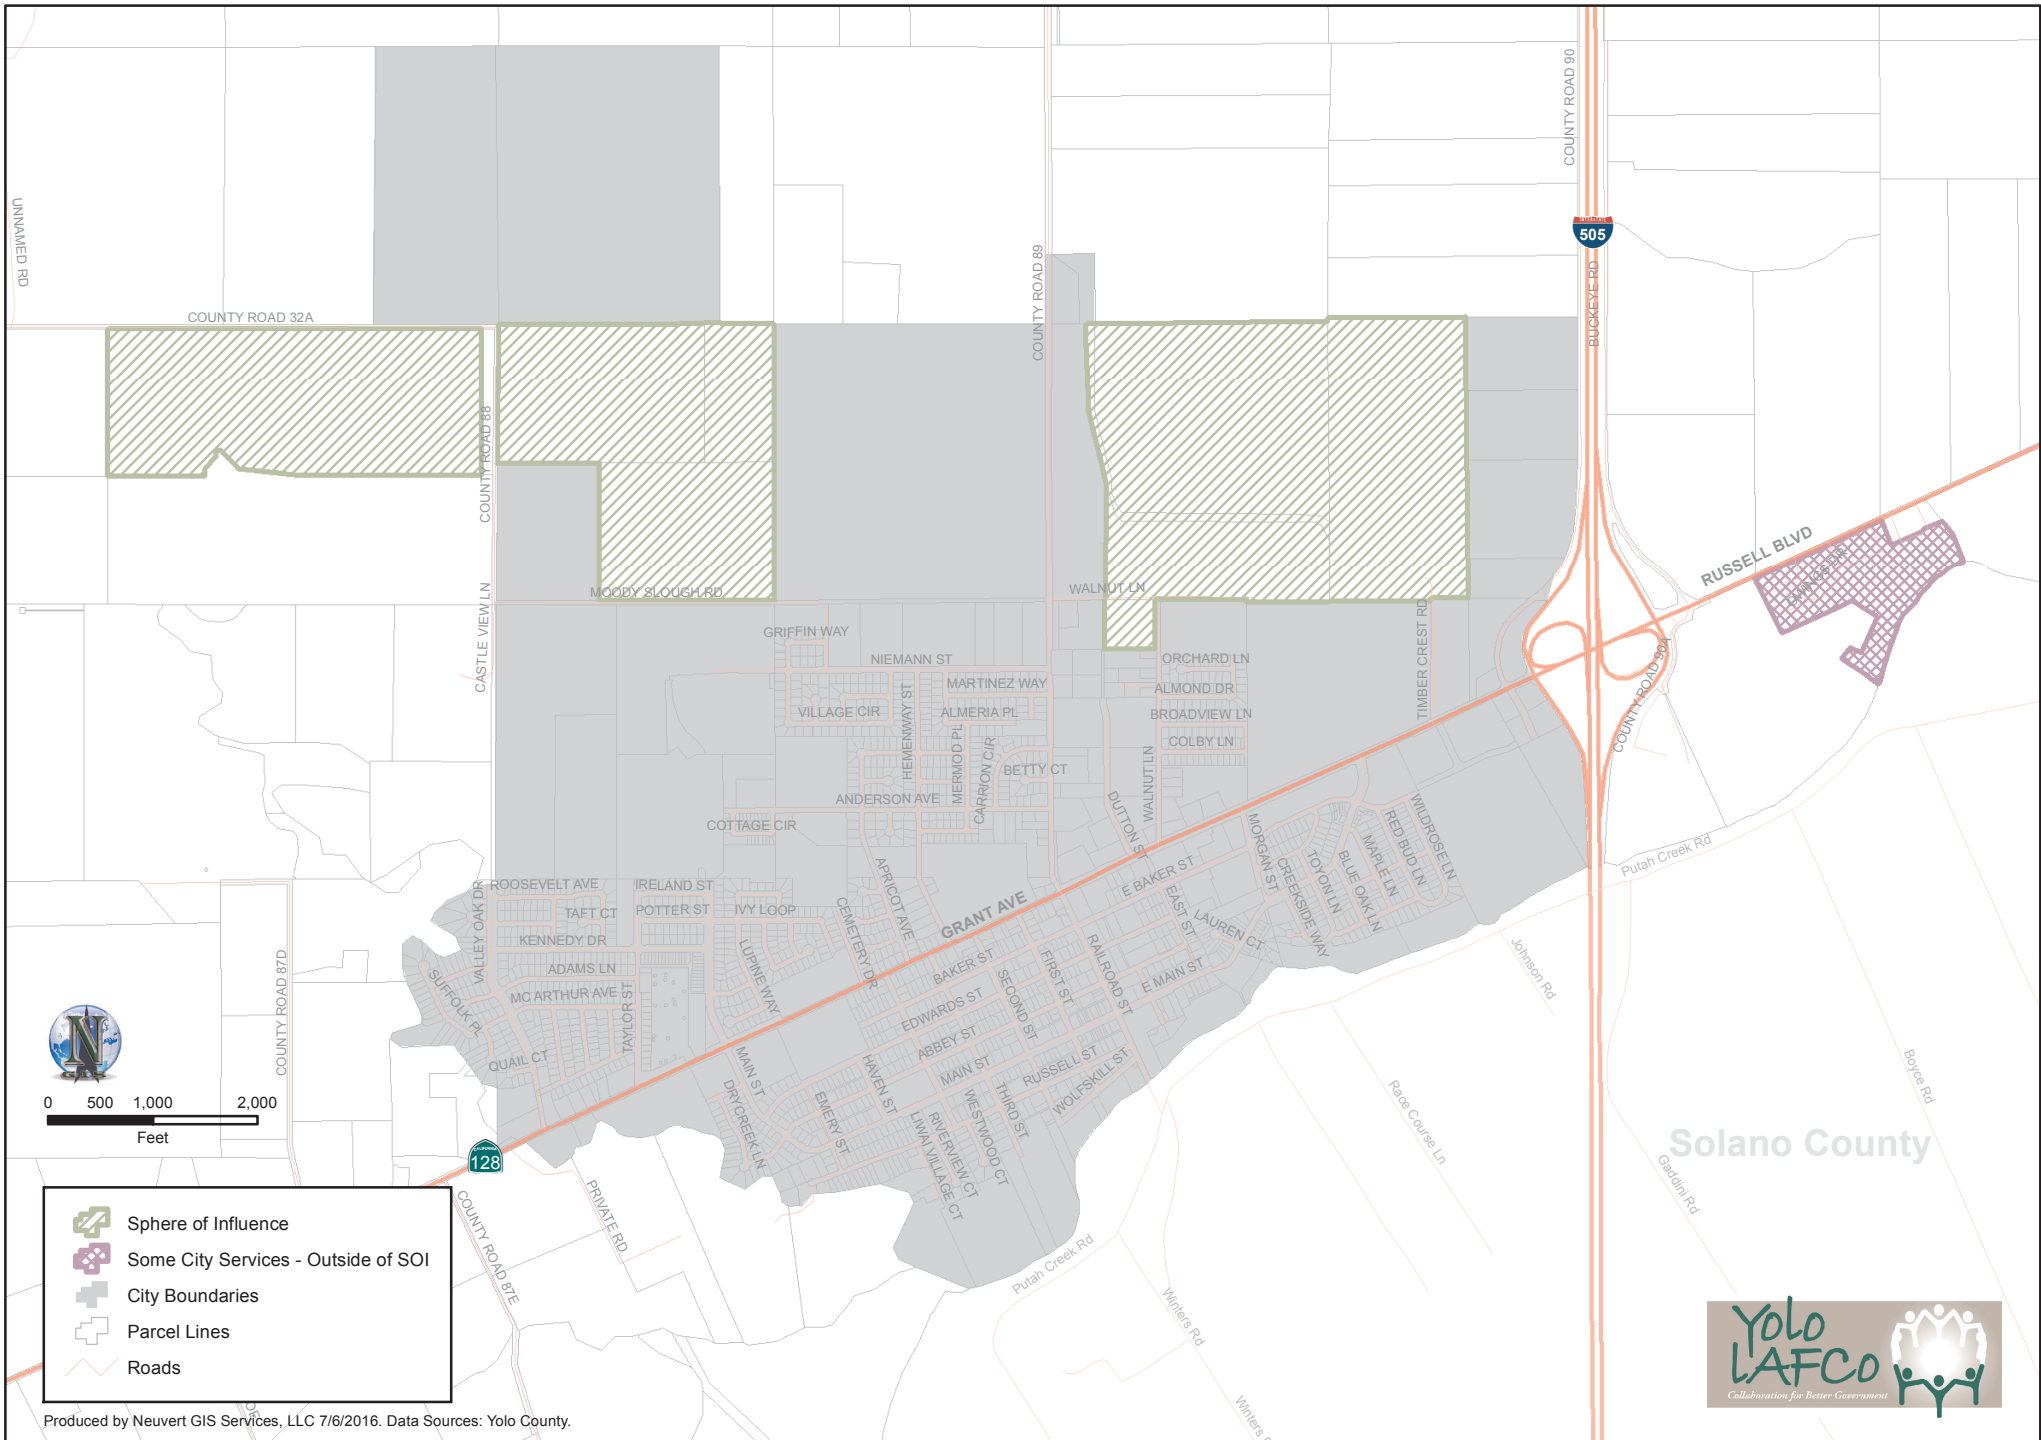 COUNTY ROAD 90
UNNAMED RD
INTERSTATE
505
COUNTY ROAD 89
BUCKEYE RD
COUNTY ROAD 32A
COUNTY ROAD 88
RUSSELL BLVD
OWINGS CIR
MOODY SLOUGH RD
WALNUT LN
CASTLE VIEW LN
GRIFFIN WAY
NIEMANN ST
ORCHARD LN
TIMBER CREST RD
COUNTY ROAD 90A
MARTINEZ WAY
ALMOND DR
VILLAGE CIR
HEMENWAY ST
ALMERIA PL
BROADVIEW LN
COLBY LN
MERMOD PL
CARRION CIR
BETTY CT
ANDERSON AVE
COTTAGE CIR
DUTTON ST
WALNUT LN
MORGAN ST
WILDROSE LN
RED BUD LN
MAPLE LN
BLUE OAK LN
TOYON LN
CREEKSIDE WAY
Putah Creek Rd
ROOSEVELT AVE
IRELAND ST
APRICOT AVE
E BAKER ST
TAFT CT
POTTER ST
IVY LOOP
CEMETERY DR
GRANT AVE
EAST ST
LAUREN CT
VALLEY OAK DR
KENNEDY DR
LUPINE WAY
BAKER ST
FIRST ST
RAILROAD ST
E MAIN ST
Johnson Rd
COUNTY ROAD 87D
SUFFOLK PL
ADAMS LN
MC ARTHUR AVE
TAYLOR ST
EDWARDS ST
SECOND ST
ABBEY ST
QUAIL CT
MAIN ST
HAVEN ST
MAIN ST
RUSSELL ST
WOLFSKILL ST
Boyce Rd
N
GIS
0 500 1,000 2,000
Feet
DRY CREEK LN
EMERY ST
THIRD ST
WESTWOOD CT
RIVERVIEW CT
LIWAI VILLAGE CT
Race Course Ln
Solano County
Gaddini Rd
CALIFORNIA
128
COUNTY ROAD 87E
PRIVATE RD
Putah Creek Rd
Winters Rd
Winters
Sphere of Influence
Some City Services - Outside of SOI
City Boundaries
Parcel Lines
Roads
YOLO
LAFCO
Collaboration for Better Government
Produced by Neuvert GIS Services, LLC 7/6/2016. Data Sources: Yolo County.